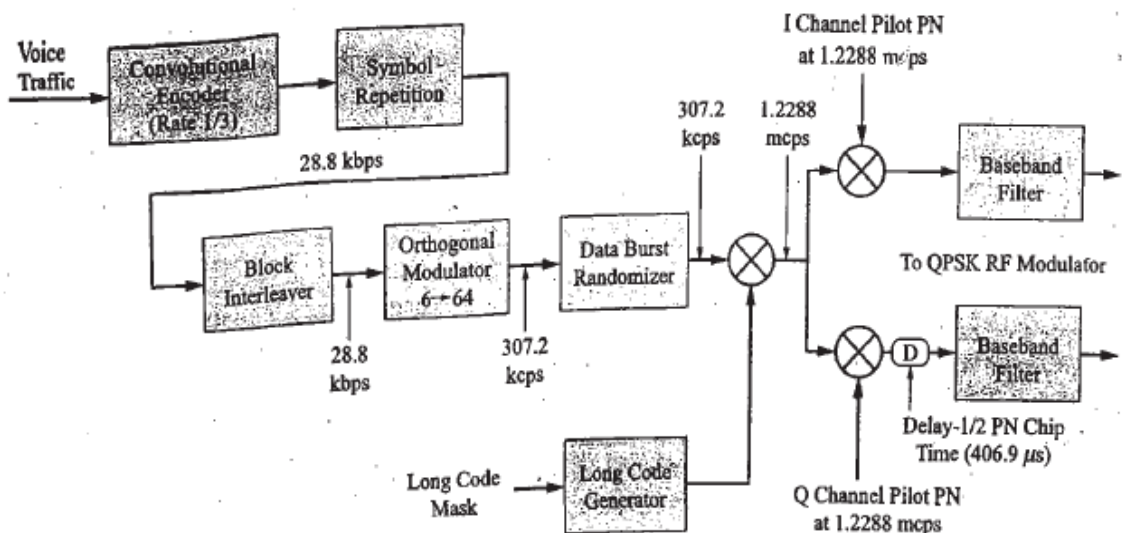 Voice
Traffic
Convolutional
Encoder
(Rate 1/3)
Symbol
Repetition
28.8 kbps
Block
Interleaver
28.8
kbps
Orthogonal
Modulator
6→64
307.2
kcps
Data Burst
Randomizer
307.2
kcps
1.2288
mcps
Long Code
Mask
Long Code
Generator
I Channel Pilot PN
at 1.2288 mcps
Baseband
Filter
To QPSK RF Modulator
D
Baseband
Filter
Delay-1/2 PN Chip
Time (406.9 µs)
Q Channel Pilot PN
at 1.2288 mcps